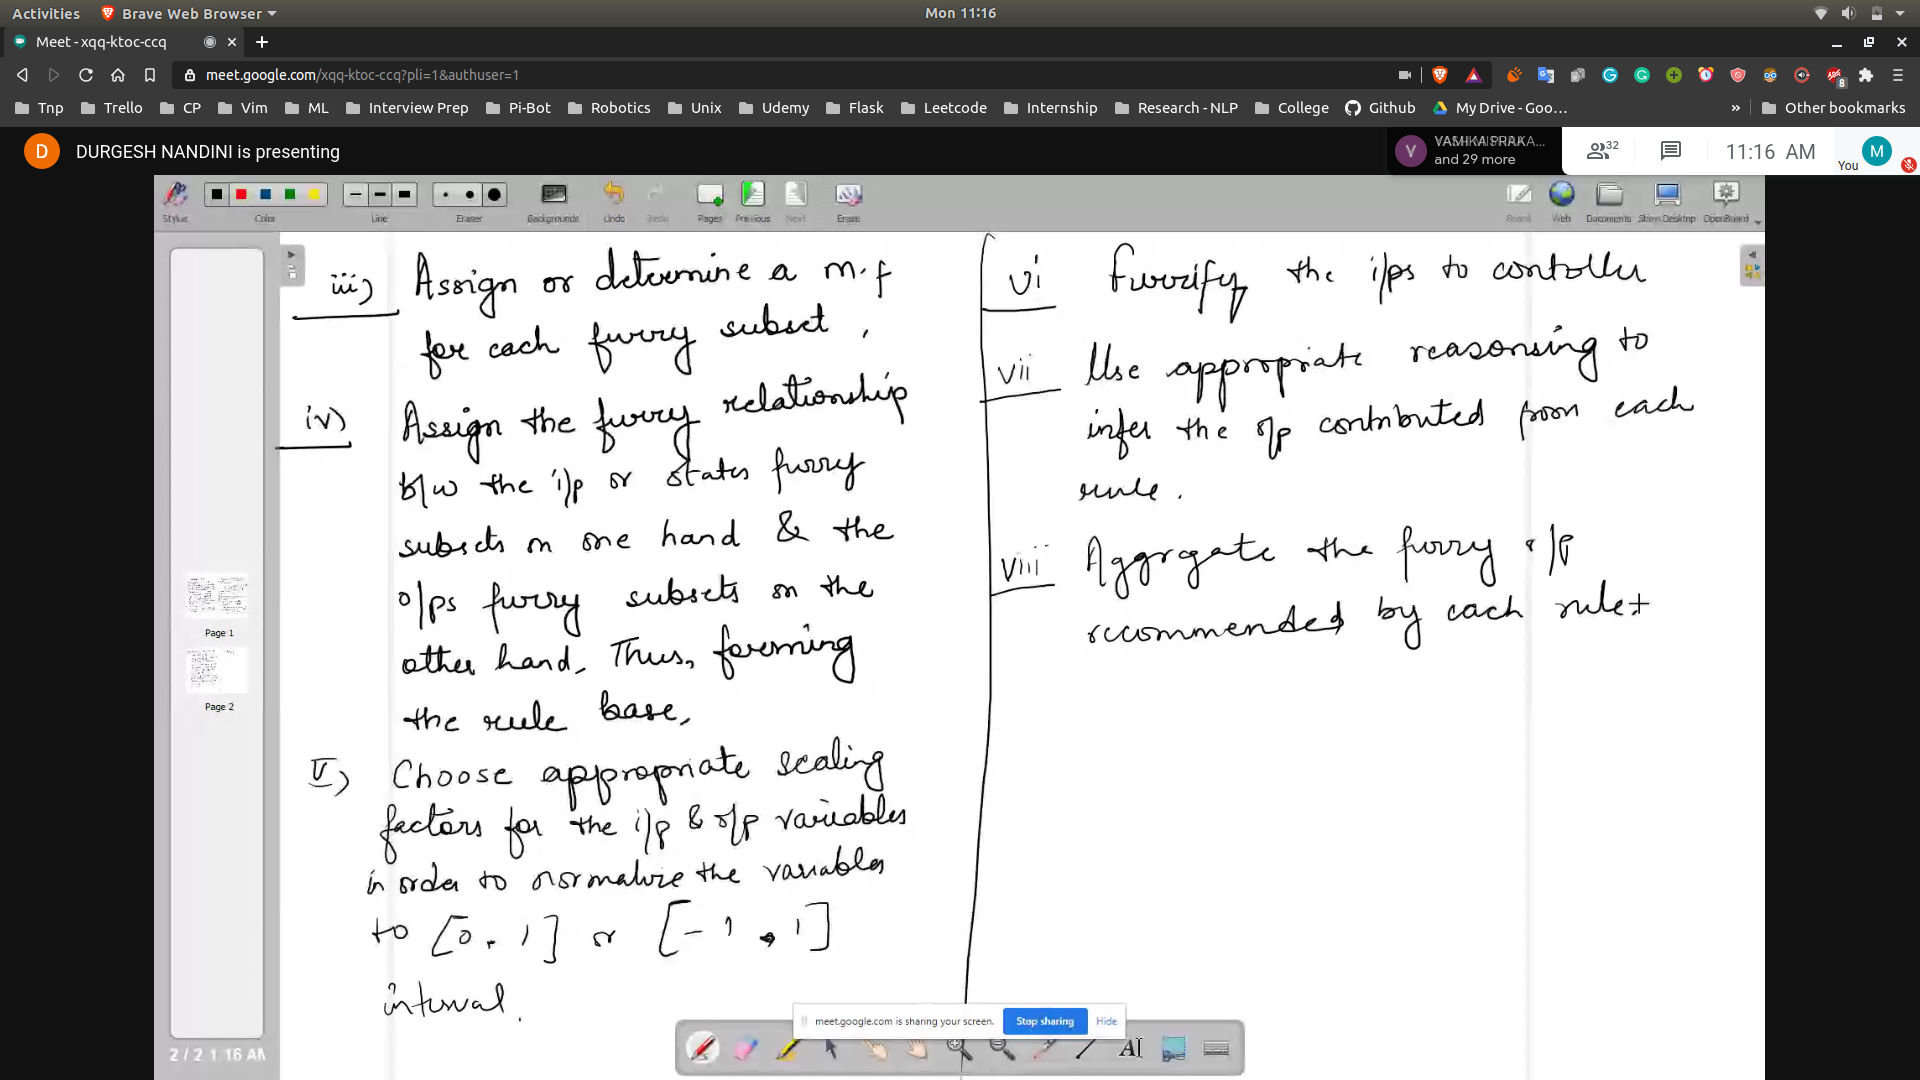 Activities
Brave Web Browser
Mon 11:16
Meet - xqq-ktoc-ccq
meet.google.com/xqq-ktoc-ccq?pli=1&authuser=1
8
Tnp
Trello
CP
Vim
ML
Interview Prep
Pi-Bot
Robotics
Unix
Udemy
Flask
Leetcode
Internship
Research - NLP
College
Github
My Drive - Goo...
»
Other bookmarks
D
DURGESH NANDINI is presenting
V
and 29 more
32
11:16 AM
You
M
Stylus
Color
Line
Eraser
Backgrounds
Undo
Redo
Pages
Previous
Next
Erase
Board
Web
Documents
Show Desktop
OpenBoard
Page 1
Page 2
iii) Assign or determine a m.f
for each fuzzy subset,
iv) Assign the fuzzy relationship
b/w the i/p or states fuzzy
subsets on one hand & the
o/ps fuzzy subsets on the
other hand. Thus, forming
the rule base,
V) Choose appropriate scaling
factors for the i/p & o/p variables
in order to normalize the variables
to [0, 1] or [-1, 1]
interval.
vi Fuzzify the i/ps to contoller
vii Use appropriate reasonsing to
infer the o/p contributed from each
rule.
viii Aggrgate the fuzzy o/p
recommended by each rule
meet.google.com is sharing your screen.
Stop sharing
Hide
2 / 2